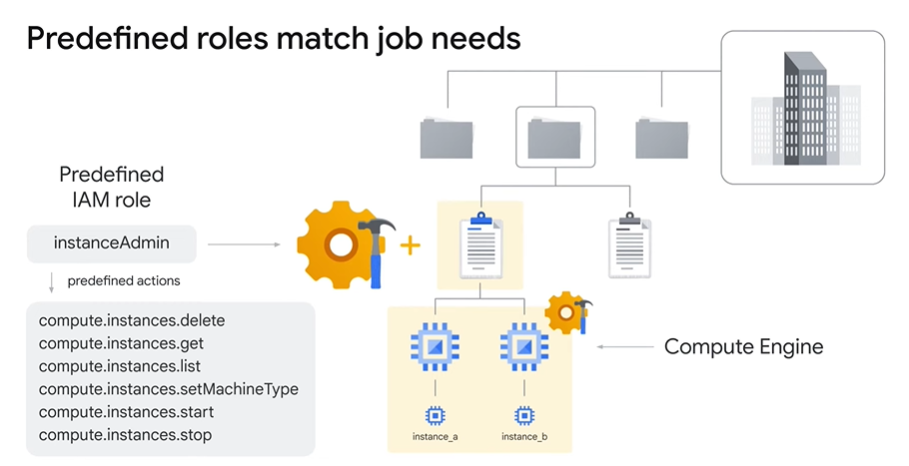 Predefined roles match job needs
Predefined
IAM role
instanceAdmin
predefined actions
compute.instances.delete
compute.instances.get
compute.instances.list
compute.instances.setMachineType
compute.instances.start
compute.instances.stop
instance_a
instance_b
Compute Engine